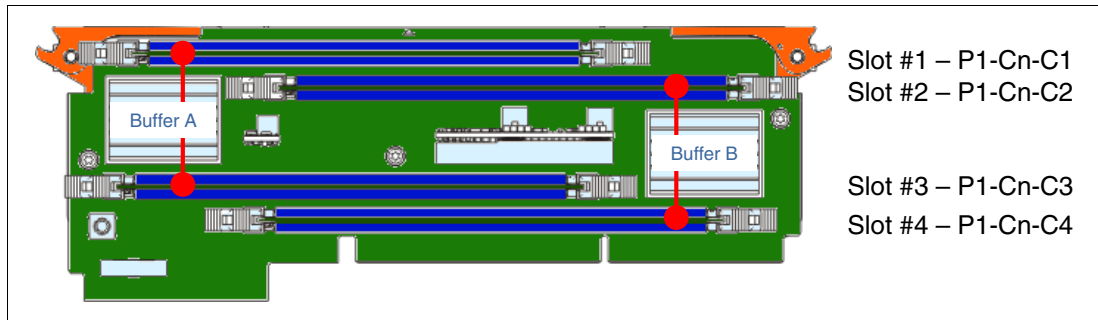 Slot #1 – P1-Cn-C1
Slot #2 – P1-Cn-C2
Buffer A
Buffer B
Slot #3 – P1-Cn-C3
Slot #4 – P1-Cn-C4